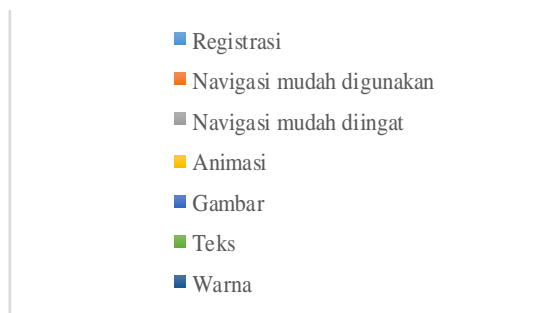 Registrasi
Navigasi mudah digunakan
Navigasi mudah diingat
Animasi
Gambar
Teks
Warna